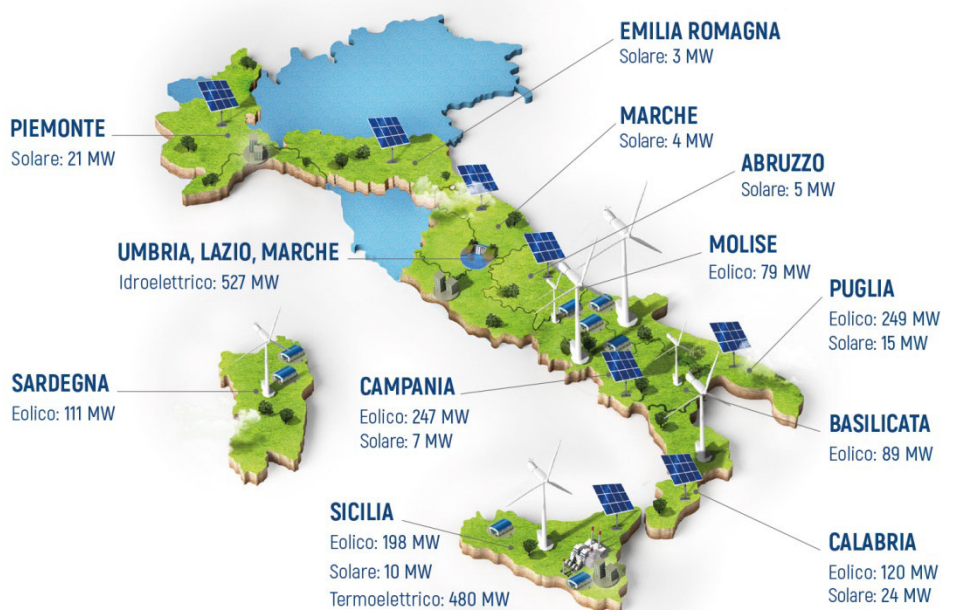 EMILIA ROMAGNA
Solare: 3 MW
PIEMONTE
Solare: 21 MW
MARCHE
Solare: 4 MW
ABRUZZO
Solare: 5 MW
UMBRIA, LAZIO, MARCHE
Idroelettrico: 527 MW
MOLISE
Eolico: 79 MW
PUGLIA
Eolico: 249 MW
Solare: 15 MW
SARDEGNA
Eolico: 111 MW
CAMPANIA
Eolico: 247 MW
Solare: 7 MW
BASILICATA
Eolico: 89 MW
SICILIA
Eolico: 198 MW
Solare: 10 MW
Termoelettrico: 480 MW
CALABRIA
Eolico: 120 MW
Solare: 24 MW